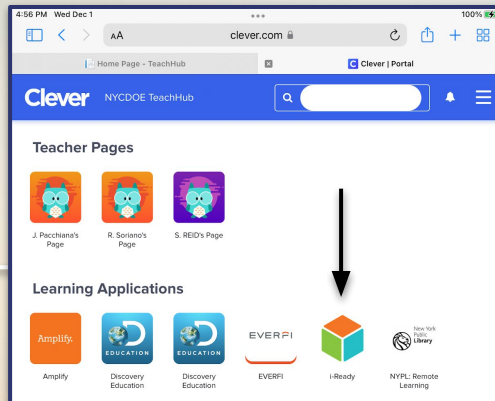 4:56 PM Wed Dec 1
100%
AA
clever.com
Home Page - TeachHub
Clever | Portal
Clever
NYCDOE TeachHub
Teacher Pages
J. Pacchiana's
Page
R. Soriano's
Page
S. REID's Page
Learning Applications
Amplify.
EDUCATION
EDUCATION
EVERFI
New York
Public
Library
Amplify
Discovery
Education
Discovery
Education
EVERFI
i-Ready
NYPL: Remote
Learning